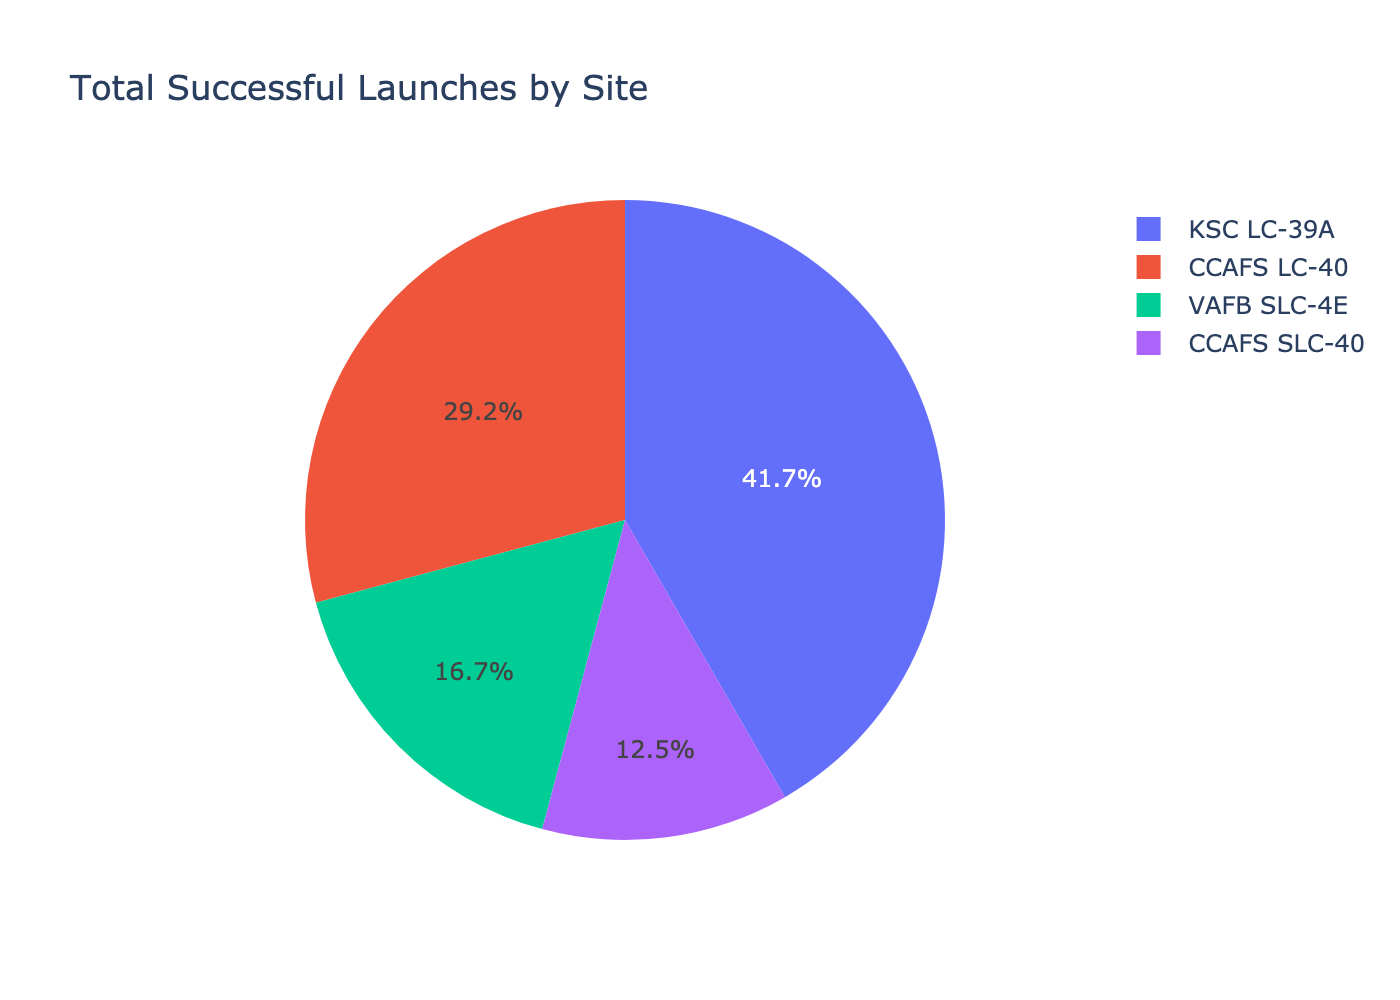 Total Successful Launches by Site
KSC LC-39A
CCAFS LC-40
VAFB SLC-4E
CCAFS SLC-40
29.2%
41.7%
16.7%
12.5%